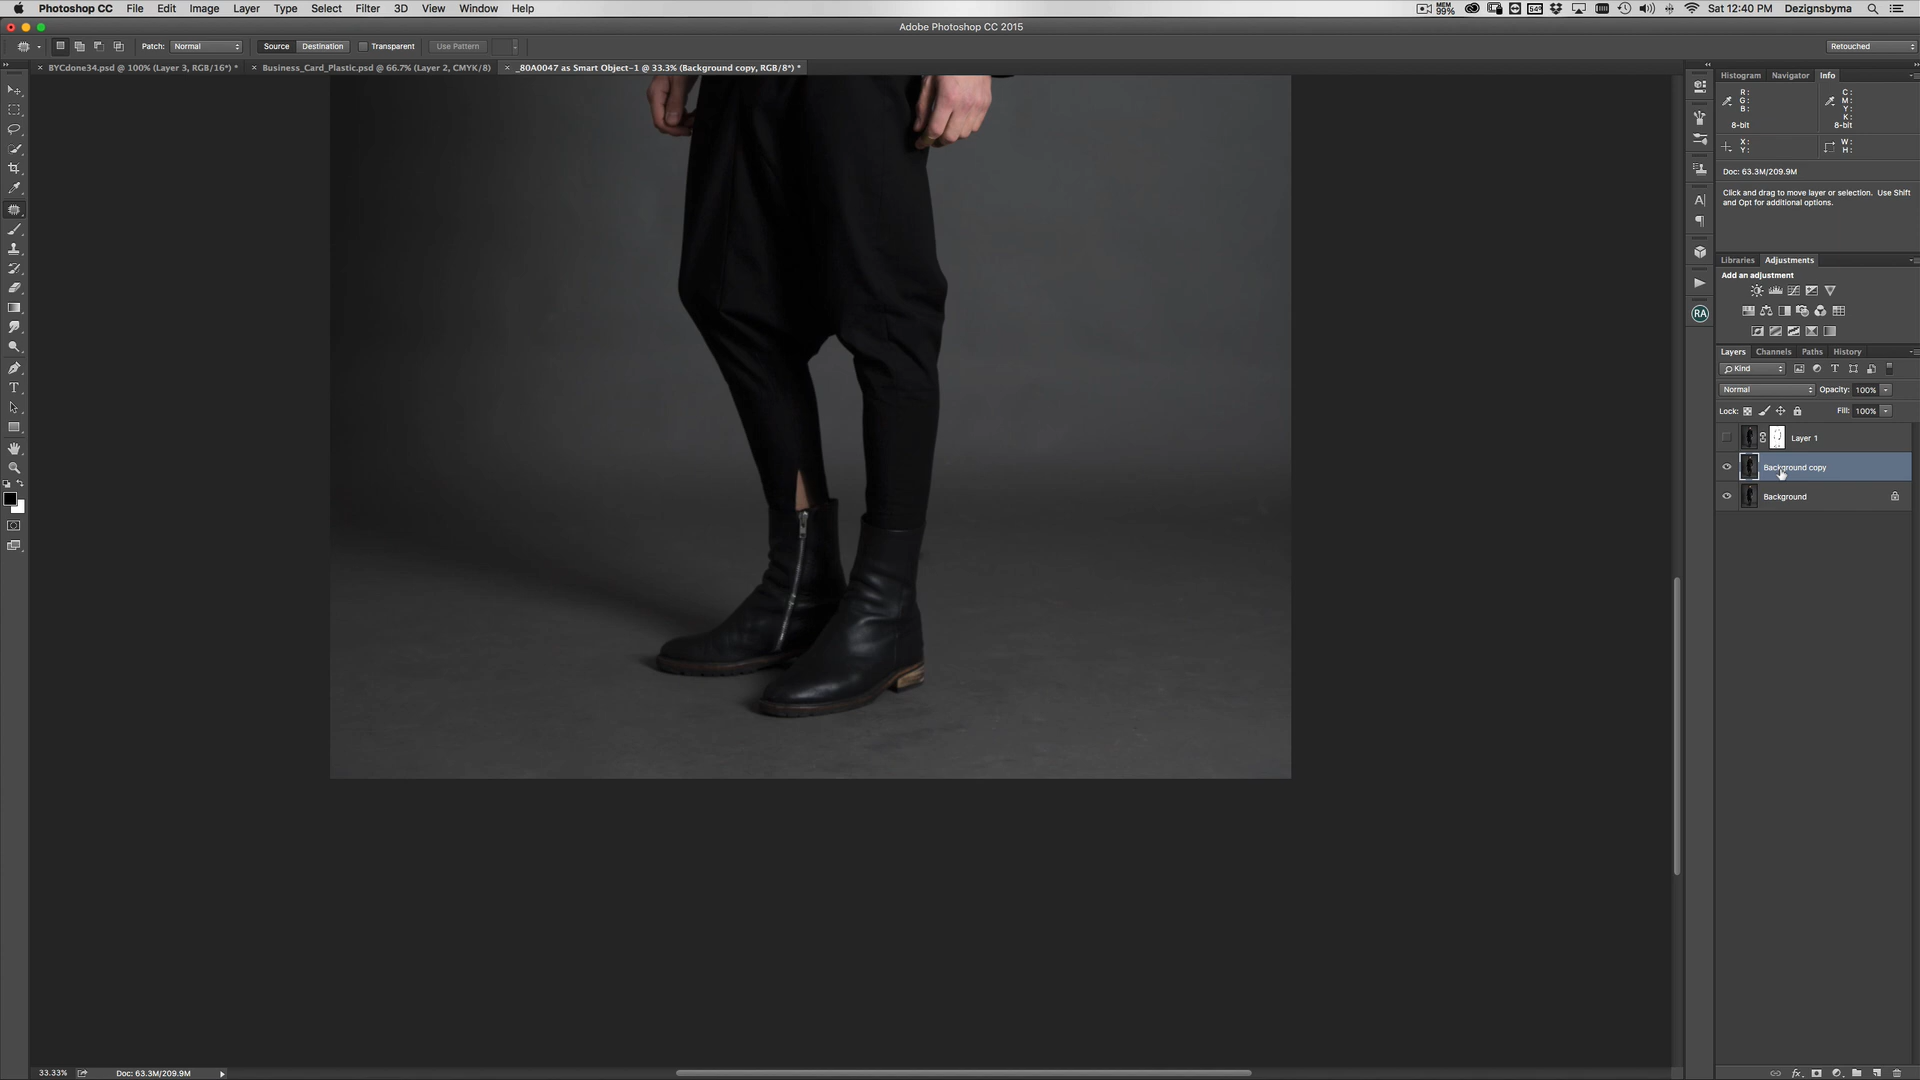 Photoshop CC File Edit Image Layer Type Select Filter 3D View Window Help
MEM 99% 54° Sat 12:40 PM Dezignsbyma
Adobe Photoshop CC 2015
Patch: Normal Source Destination Transparent Use Pattern Retouched
× BYCdone34.psd @ 100% (Layer 3, RGB/16*) * × Business_Card_Plastic.psd @ 66.7% (Layer 2, CMYK/8) × _80A0047 as Smart Object-1 @ 33.3% (Background copy, RGB/8*) *
Histogram Navigator Info
R: C:
G: M:
B: Y:
K:
8-bit 8-bit
X: W:
Y: H:
Doc: 63.3M/209.9M
Click and drag to move layer or selection. Use Shift
and Opt for additional options.
A
Libraries Adjustments
Add an adjustment
RA
Layers Channels Paths History
Kind T
Normal Opacity: 100%
Lock: Fill: 100%
Layer 1
Background copy
Background
T
fx
33.33% Doc: 63.3M/209.9M